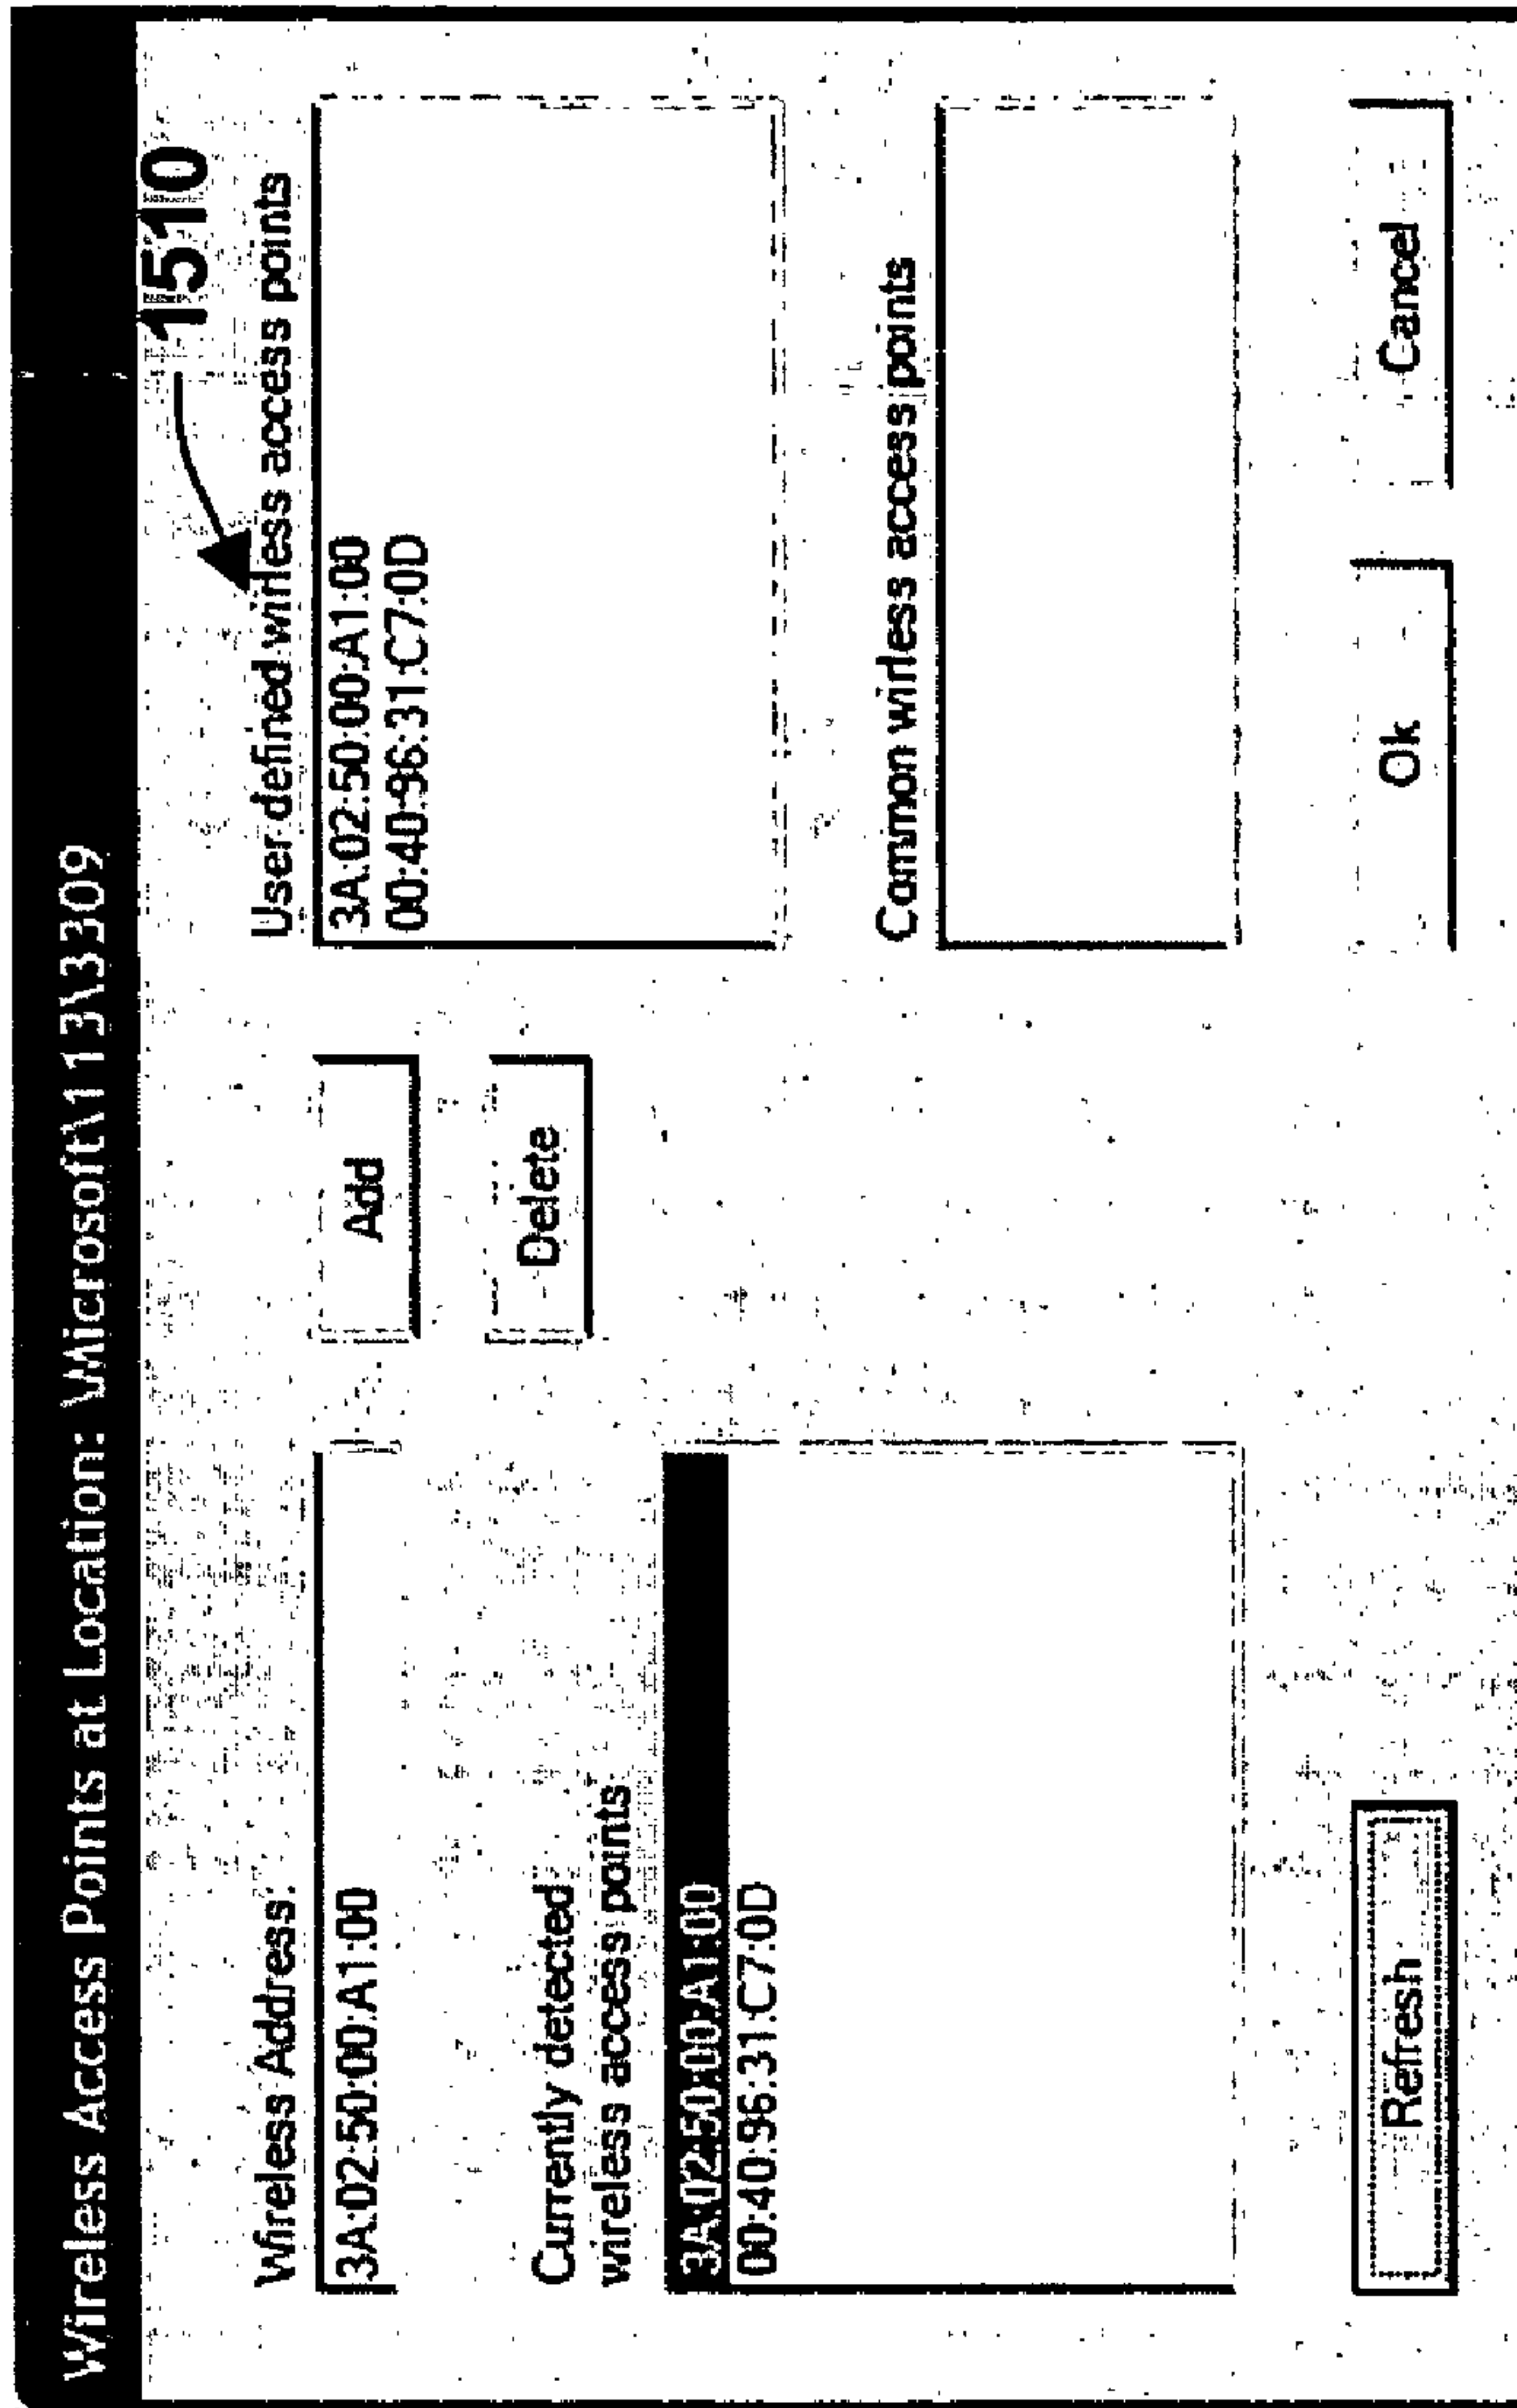 Wireless Access Points at Location: \Microsoft\113\3309
1510
Wireless Address:
3A:02:50:00:A1:00
Currently detected
wireless access points
3A:02:50:00:A1:00
00:40:96:31:C7:0D
Refresh
Add
Delete
User defined wirless access points
3A:02:50:00:A1:00
00:40:96:31:C7:0D
Common wirless access points
Ok
Cancel